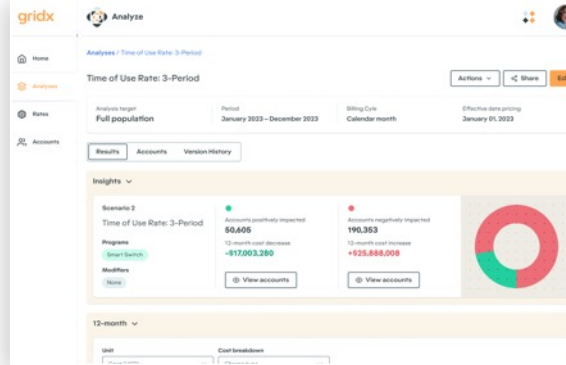 gridx
Analyze
Home
Analyses
Rates
Accounts
Analyses / Time of Use Rate: 3-Period
Time of Use Rate: 3-Period
Actions
Share
Analysis target
Full population
Period
January 2023 – December 2023
Billing Cyle
Calendar month
Effective date pricing
January 01, 2023
Results
Accounts
Version History
Insights
Scenario 2
Time of Use Rate: 3-Period
Programs
Smart Switch
Modifiers
None
Accounts positively impacted
50,605
12-month cost decrease
-$17,003,280
View accounts
Accounts negatively impacted
190,353
12-month cost increase
+$25,888,008
View accounts
12-month
Unit
Cost breakdown